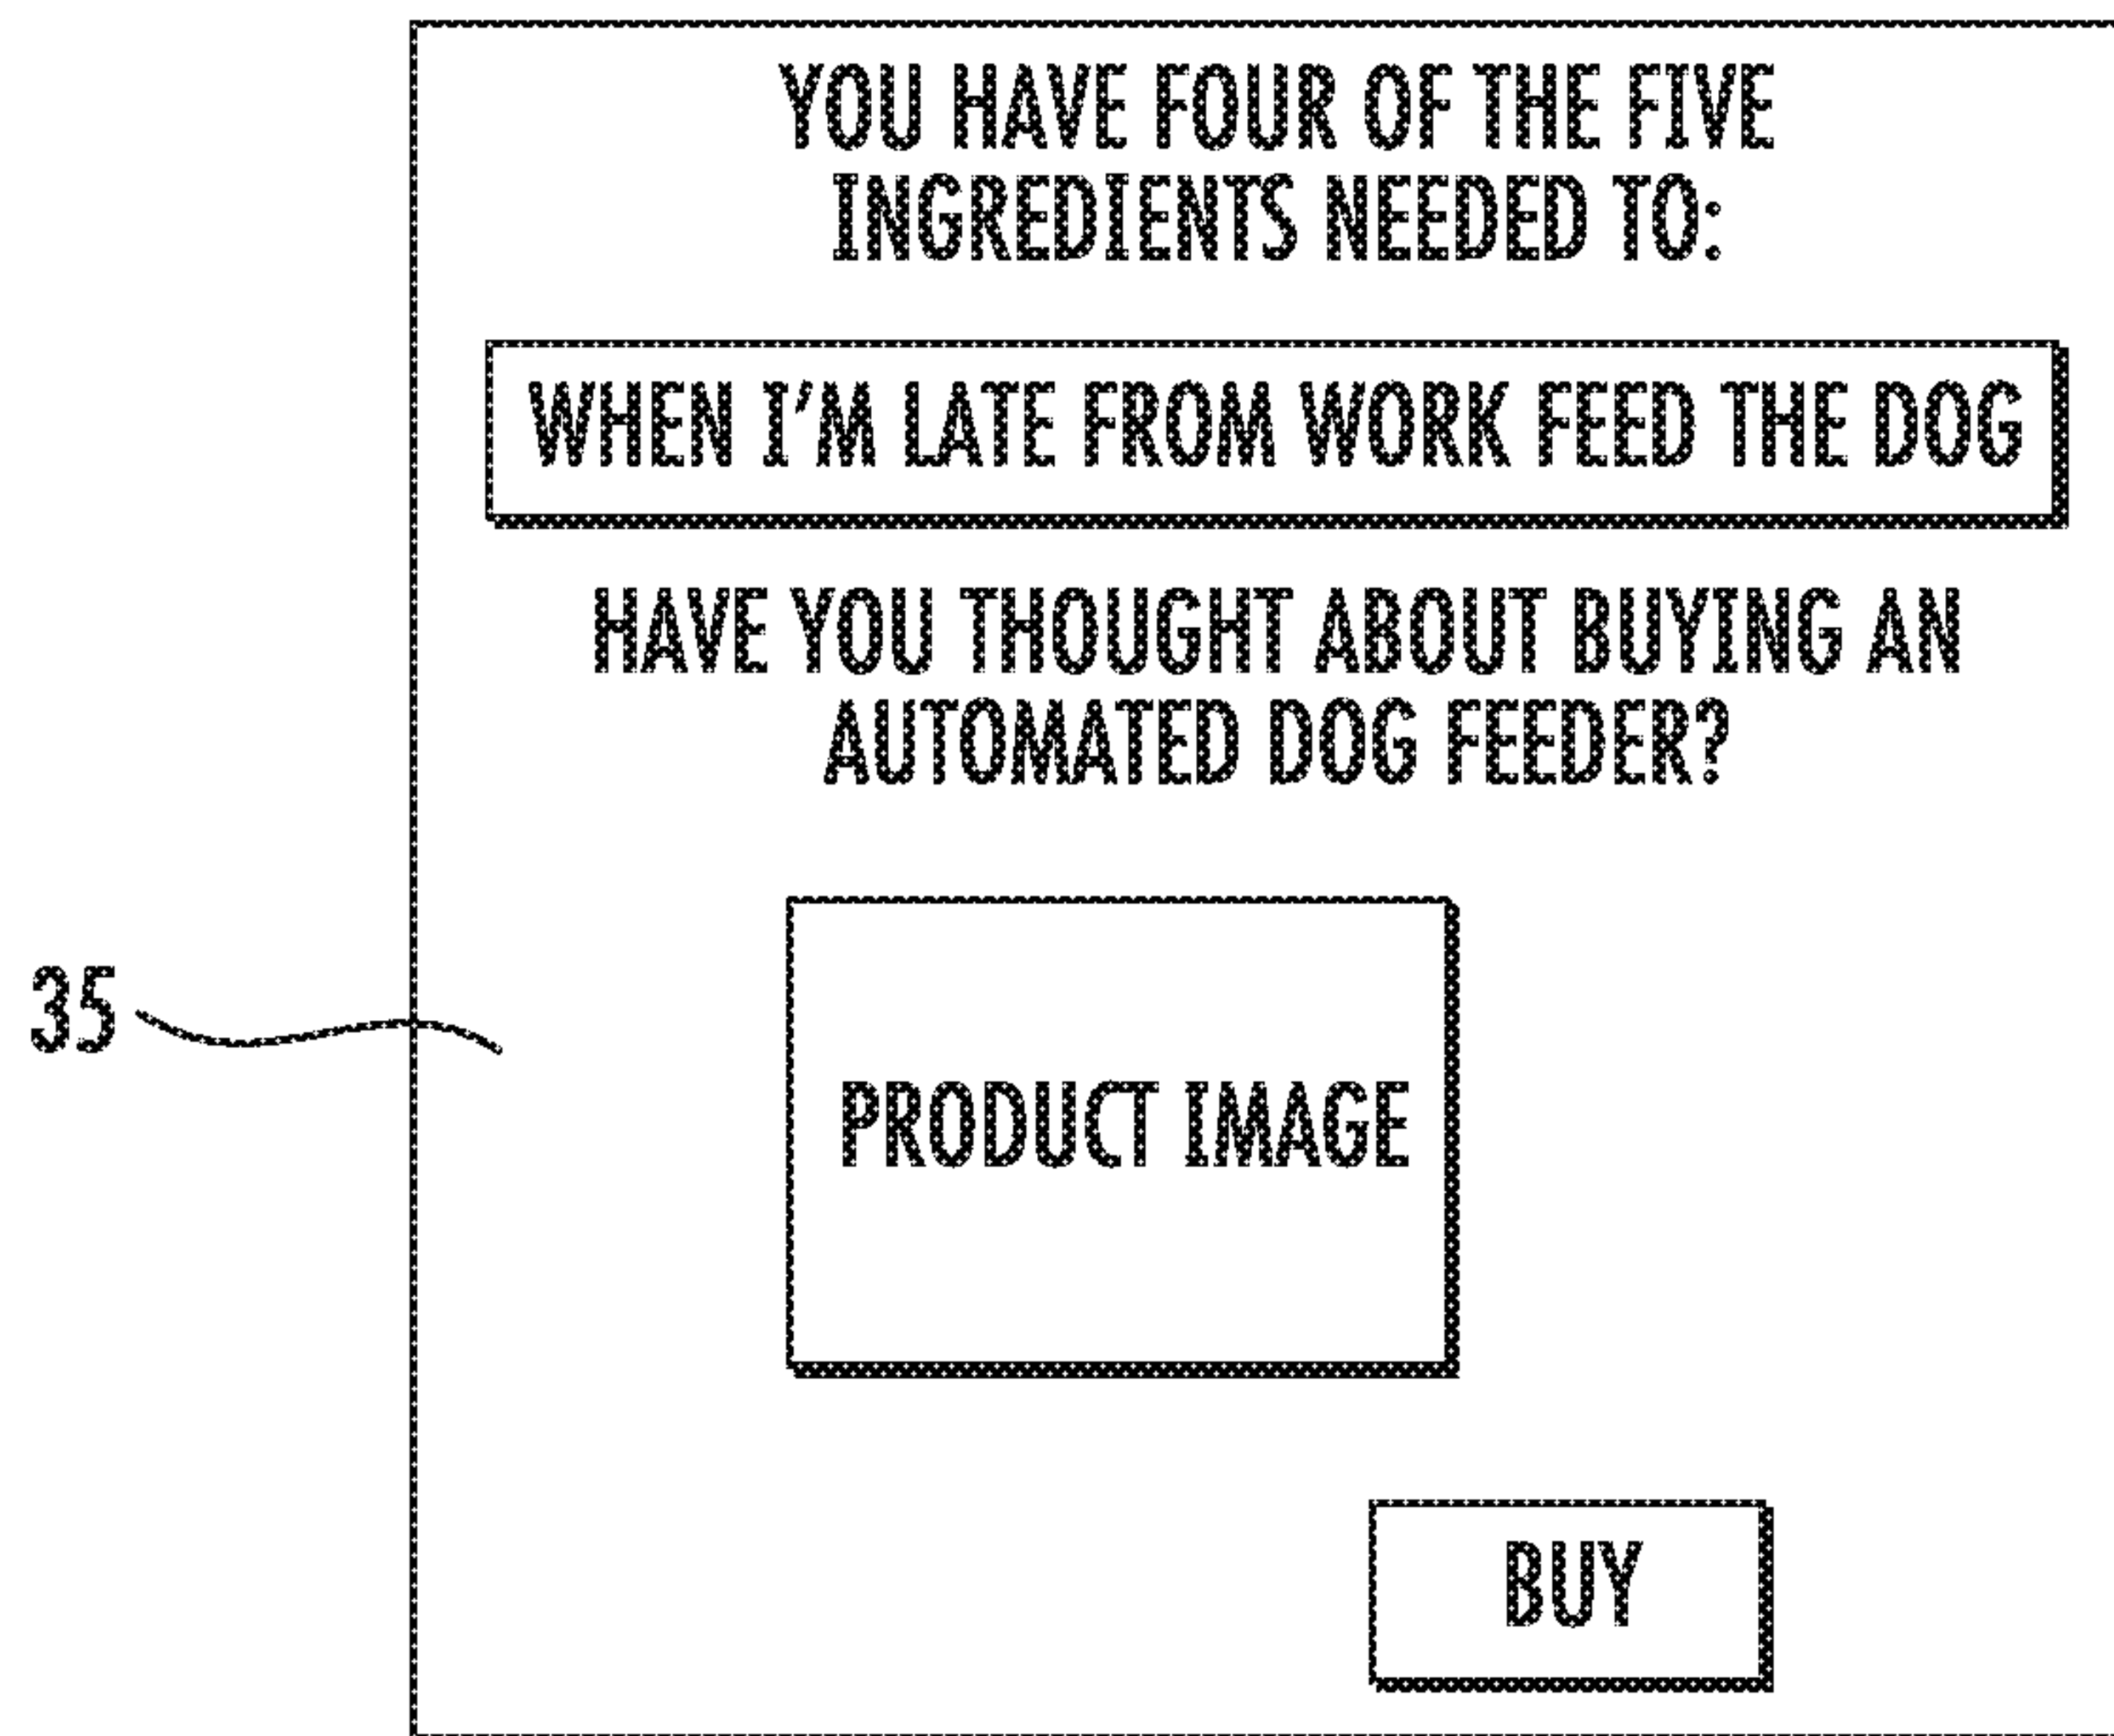 YOU HAVE FOUR OF THE FIVE
INGREDIENTS NEEDED TO:
WHEN I'M LATE FROM WORK FEED THE DOG
HAVE YOU THOUGHT ABOUT BUYING AN
AUTOMATED DOG FEEDER?
35
PRODUCT IMAGE
BUY